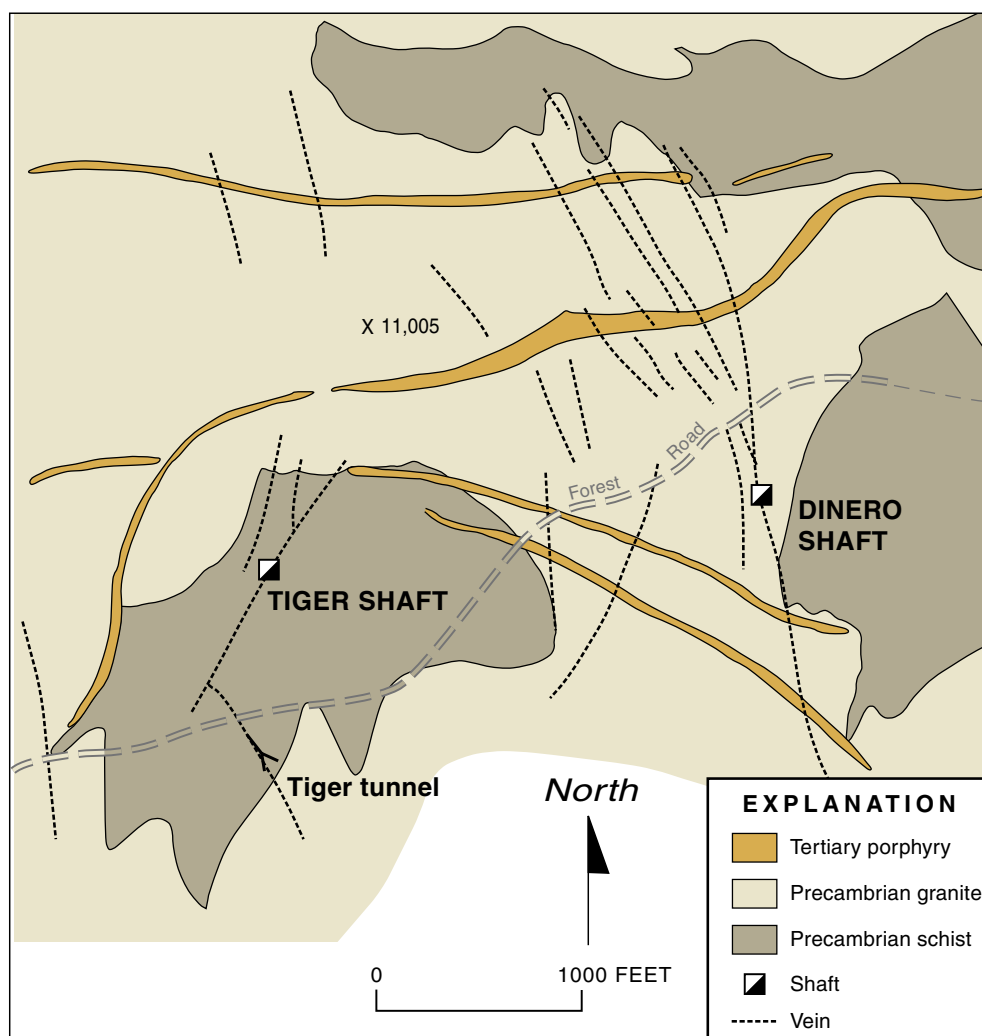 X 11,005
Forest Road
DINERO
SHAFT
TIGER SHAFT
Tiger tunnel
North
0 1000 FEET
EXPLANATION
Tertiary porphyry
Precambrian granite
Precambrian schist
Shaft
Vein